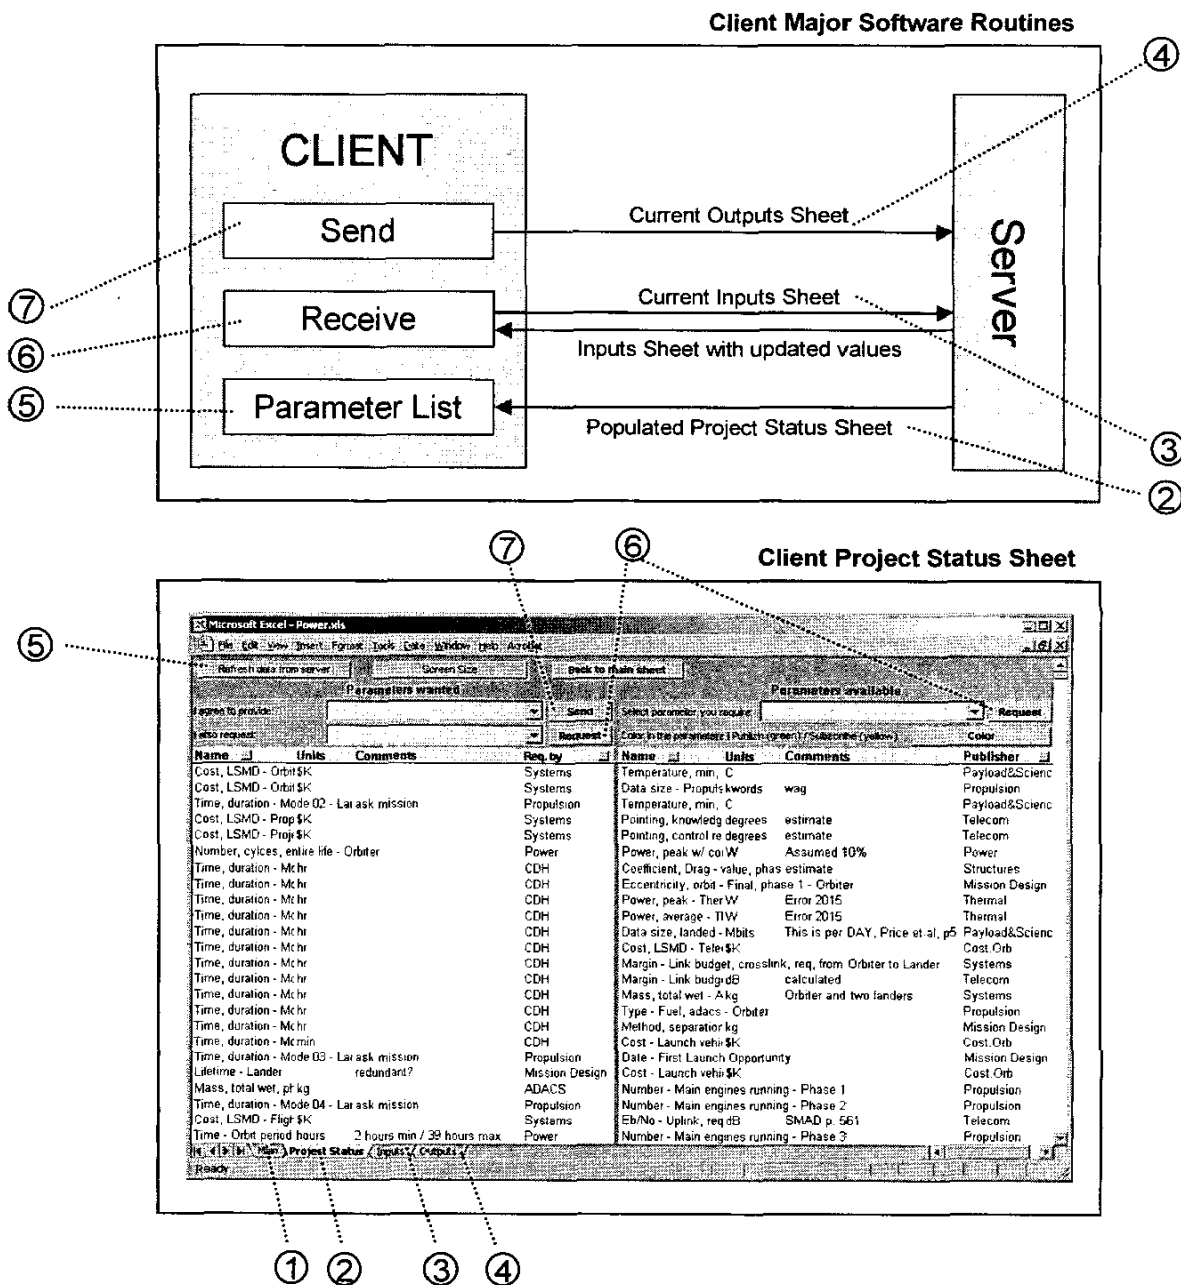 Client Major Software Routines
④
CLIENT
Send
Current Outputs Sheet
Server
⑦
Receive
Current Inputs Sheet
⑥
Inputs Sheet with updated values
⑤
Parameter List
Populated Project Status Sheet
③
②
⑦
⑥
Client Project Status Sheet
Microsoft Excel - Power.xls
File Edit View Insert Format Tools Data Window Help Acrobat
⑤
Refresh data from server Screen Size Back to main sheet
Parameters wanted Parameters available
I agree to provide: Send Select parameter you require: Request
I also request: Request Color in the parameters I Publish (green) / Subscribe (yellow) Color
Name Units Comments Req. by Name Units Comments Publisher
Cost, LSMD - Orbit $K Systems Temperature, min, C Payload&Scienc
Cost, LSMD - Orbit $K Systems Data size - Propuls kwords wag Propulsion
Time, duration - Mode 02 - Lar ask mission Propulsion Temperature, min, C Payload&Scienc
Cost, LSMD - Prop $K Systems Pointing, knowledg degrees estimate Telecom
Cost, LSMD - Proje $K Systems Pointing, control re degrees estimate Telecom
Number, cylces, entire life - Orbiter Power Power, peak w/ cor W Assumed 10% Power
Time, duration - Mc hr CDH Coefficient, Drag - value, phas estimate Structures
Time, duration - Mc hr CDH Eccentricity, orbit - Final, phase 1 - Orbiter Mission Design
Time, duration - Mc hr CDH Power, peak - Ther W Error 2015 Thermal
Time, duration - Mc hr CDH Power, average - Tl W Error 2015 Thermal
Time, duration - Mc hr CDH Data size, landed - Mbits This is per DAY, Price et.al, p5 Payload&Scienc
Time, duration - Mc hr CDH Cost, LSMD - Tele $K Cost.Orb
Time, duration - Mc hr CDH Margin - Link budget, crosslink, req, from Orbiter to Lander Systems
Time, duration - Mc hr CDH Margin - Link budg dB calculated Telecom
Time, duration - Mc hr CDH Mass, total wet - A kg Orbiter and two landers Systems
Time, duration - Mc hr CDH Type - Fuel, adacs - Orbiter Propulsion
Time, duration - Mc hr CDH Method, separation kg Mission Design
Time, duration - Mc min CDH Cost - Launch vehi $K Cost.Orb
Time, duration - Mode 03 - Lar ask mission Propulsion Date - First Launch Opportunity Mission Design
Lifetime - Lander redundant? Mission Design Cost - Launch vehi $K Cost.Orb
Mass, total wet, ph kg ADACS Number - Main engines running - Phase 1 Propulsion
Time, duration - Mode 04 - Lar ask mission Propulsion Number - Main engines running - Phase 2 Propulsion
Cost, LSMD - Fligh $K Systems Eb/No - Uplink, req dB SMAD p. 561 Telecom
Time - Orbit period hours 2 hours min / 39 hours max Power Number - Main engines running - Phase 3 Propulsion
Main Project Status Inputs Outputs
Ready
① ② ③ ④